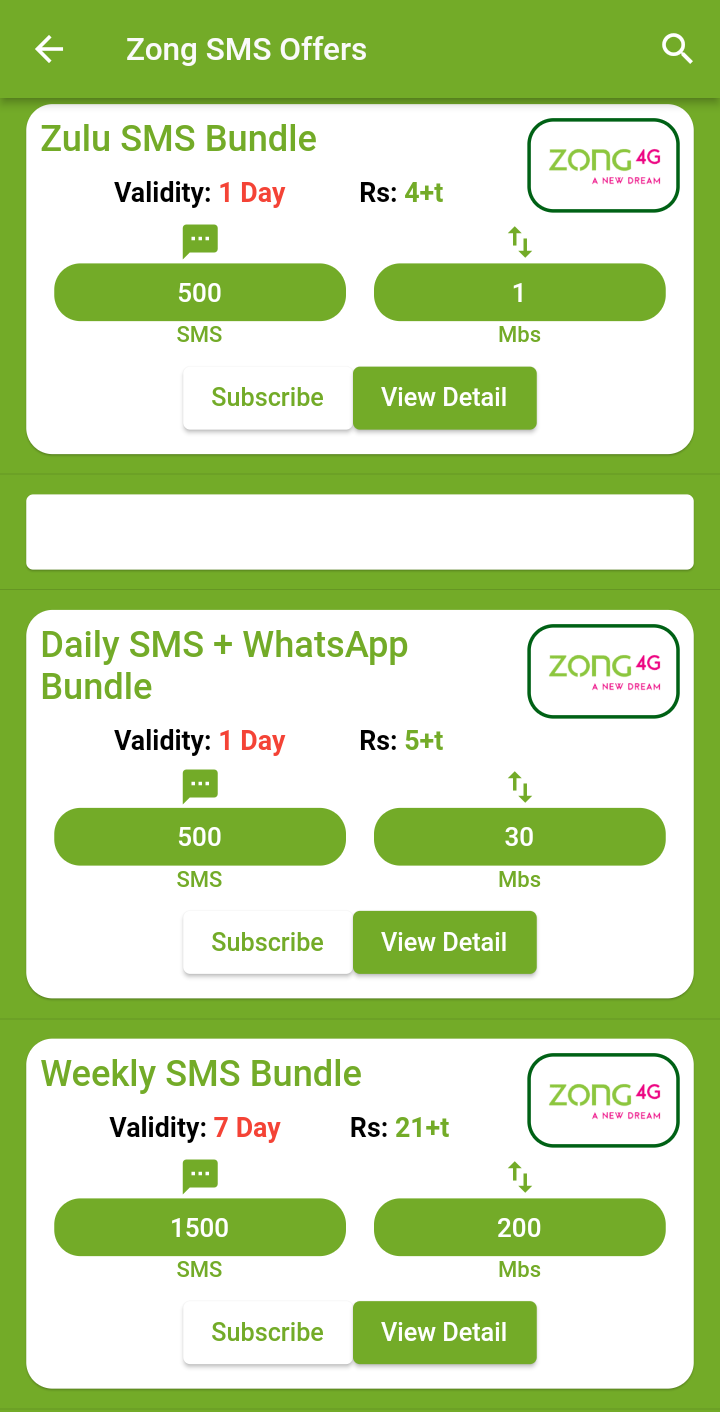 Zong SMS Offers
Zulu SMS Bundle
ZONG 4G
A NEW DREAM
Validity: 1 Day Rs: 4+t
500 1
SMS Mbs
Subscribe View Detail
Daily SMS + WhatsApp
Bundle
ZONG 4G
A NEW DREAM
Validity: 1 Day Rs: 5+t
500 30
SMS Mbs
Subscribe View Detail
Weekly SMS Bundle
ZONG 4G
A NEW DREAM
Validity: 7 Day Rs: 21+t
1500 200
SMS Mbs
Subscribe View Detail